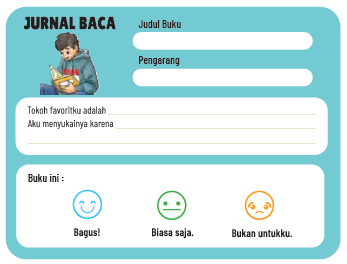 JURNAL BACA
Judul Buku
Pengarang
Tokoh favoritku adalah
Aku menyukainya karena
Buku ini :
Bagus!
Biasa saja.
Bukan untukku.